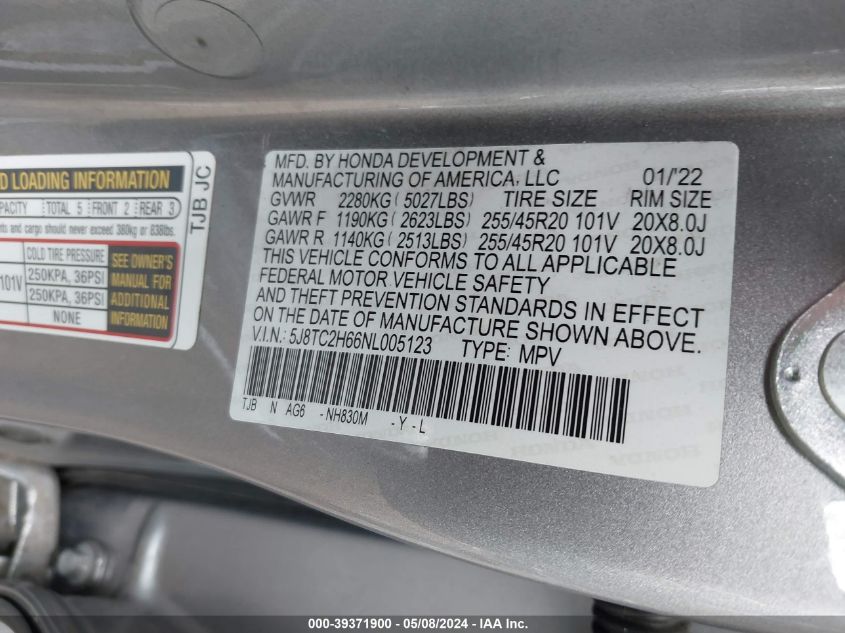 D LOADING INFORMATION
PACITY TOTAL 5 FRONT 2 REAR 3
nts and cargo should never exceed 380kg or 838lbs.
COLD TIRE PRESSURE
101V 250KPA, 36PSI
250KPA, 36PSI
NONE
SEE OWNER'S
MANUAL FOR
ADDITIONAL
INFORMATION
TJB JC
MFD. BY HONDA DEVELOPMENT &
MANUFACTURING OF AMERICA, LLC 01/'22
GVWR 2280KG (5027LBS) TIRE SIZE RIM SIZE
GAWR F 1190KG (2623LBS) 255/45R20 101V 20X8.0J
GAWR R 1140KG (2513LBS) 255/45R20 101V 20X8.0J
THIS VEHICLE CONFORMS TO ALL APPLICABLE
FEDERAL MOTOR VEHICLE SAFETY
AND THEFT PREVENTION STANDARDS IN EFFECT
ON THE DATE OF MANUFACTURE SHOWN ABOVE.
V.I.N.: 5J8TC2H66NL005123 TYPE: MPV
TJB N AG6 -NH830M -Y-L
000-39371900 - 05/08/2024 - IAA Inc.